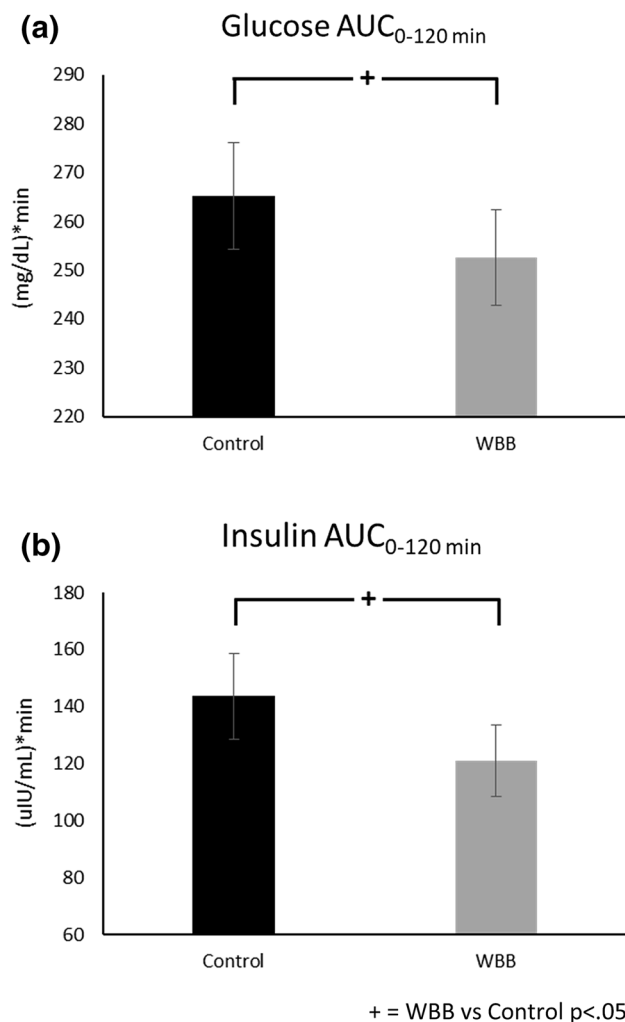 (a)
Glucose AUC0-120 min
290
280
270
260
250
240
230
220
(mg/dL)*min
+
Control WBB
(b)
Insulin AUC0-120 min
180
160
140
120
100
80
60
(uIU/mL)*min
+
Control WBB
+ = WBB vs Control p<.05